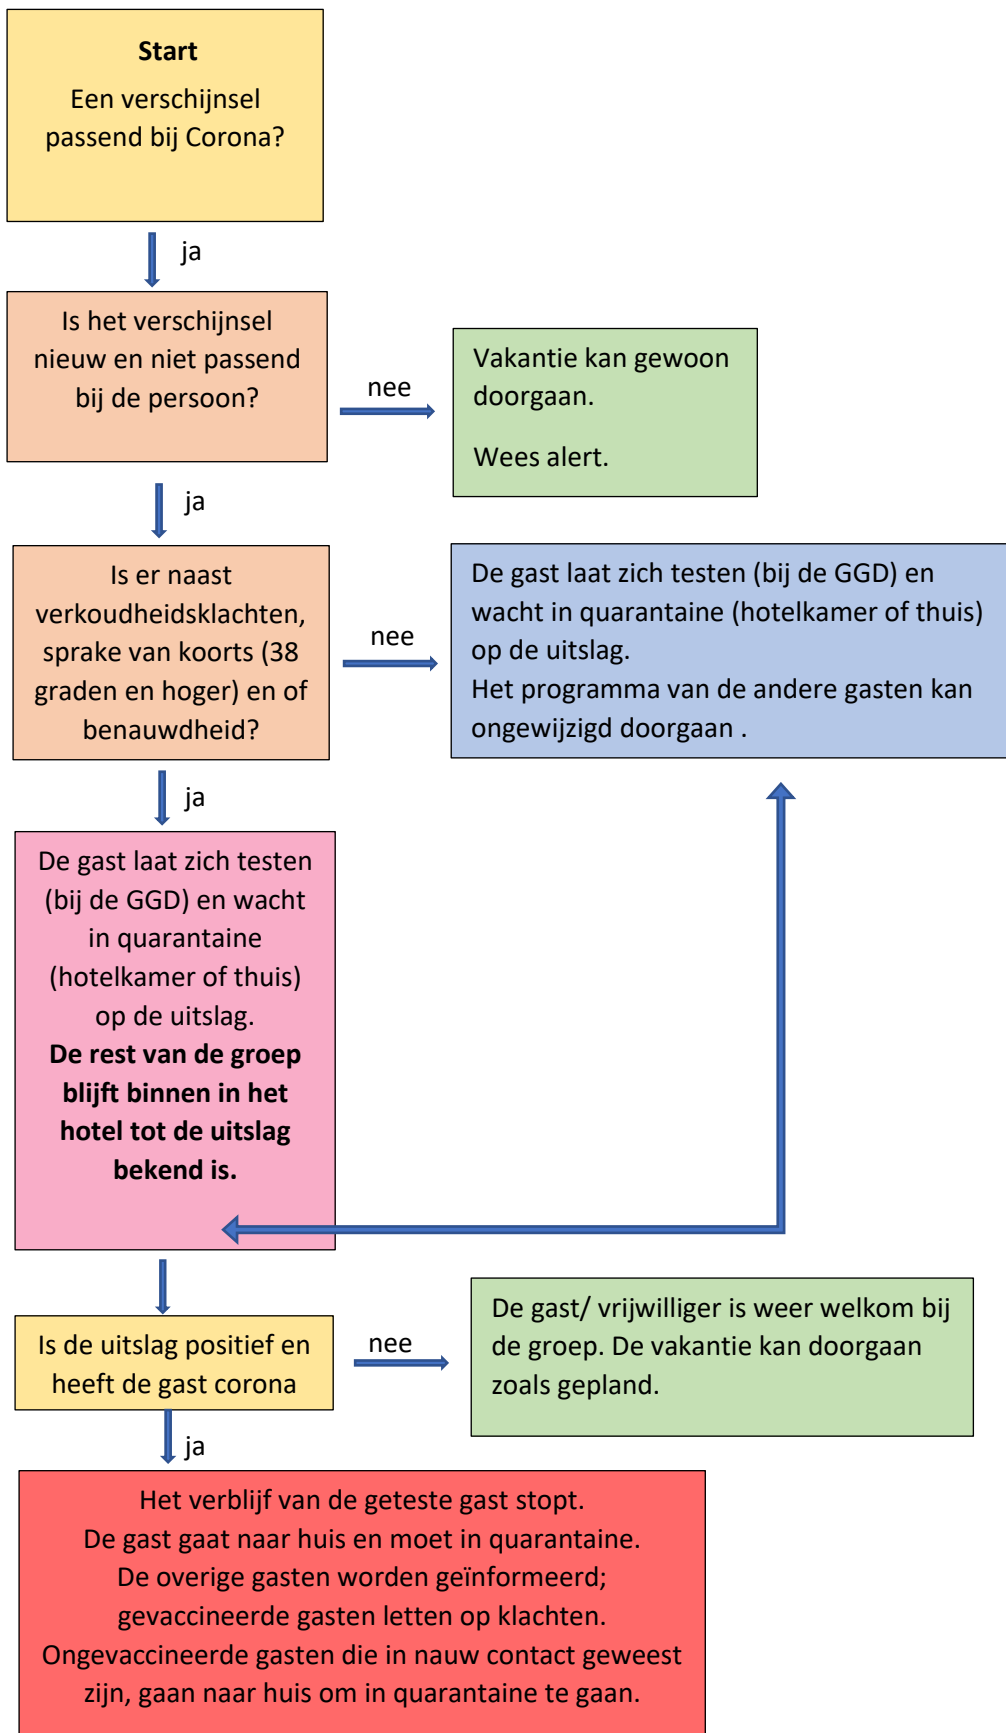 Start
Een verschijnsel
passend bij Corona?
ja
Is het verschijnsel
nieuw en niet passend
bij de persoon?
nee
Vakantie kan gewoon
doorgaan.
Wees alert.
ja
Is er naast
verkoudheidsklachten,
sprake van koorts (38
graden en hoger) en of
benauwdheid?
nee
De gast laat zich testen (bij de GGD) en
wacht in quarantaine (hotelkamer of thuis)
op de uitslag.
Het programma van de andere gasten kan
ongewijzigd doorgaan .
ja
De gast laat zich testen
(bij de GGD) en wacht
in quarantaine
(hotelkamer of thuis)
op de uitslag.
De rest van de groep
blijft binnen in het
hotel tot de uitslag
bekend is.
Is de uitslag positief en
heeft de gast corona
nee
De gast/ vrijwilliger is weer welkom bij
de groep. De vakantie kan doorgaan
zoals gepland.
ja
Het verblijf van de geteste gast stopt.
De gast gaat naar huis en moet in quarantaine.
De overige gasten worden geïnformeerd;
gevaccineerde gasten letten op klachten.
Ongevaccineerde gasten die in nauw contact geweest
zijn, gaan naar huis om in quarantaine te gaan.